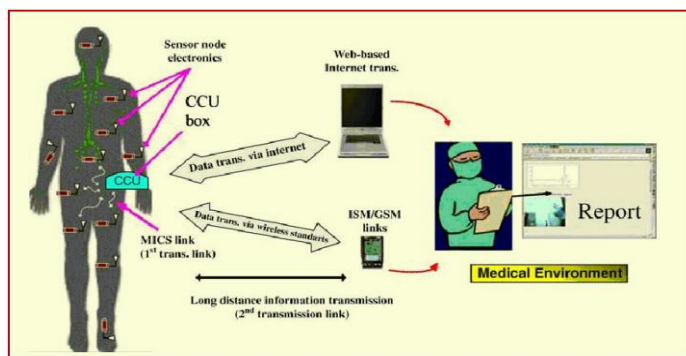 Sensor node
electronics
CCU
box
CCU
MICS link
(1st trans. link)
Data trans. via internet
Data trans. via wireless standarts
Web-based
Internet trans.
ISM/GSM
links
Long distance information transmission
(2nd transmission link)
Report
Medical Environment